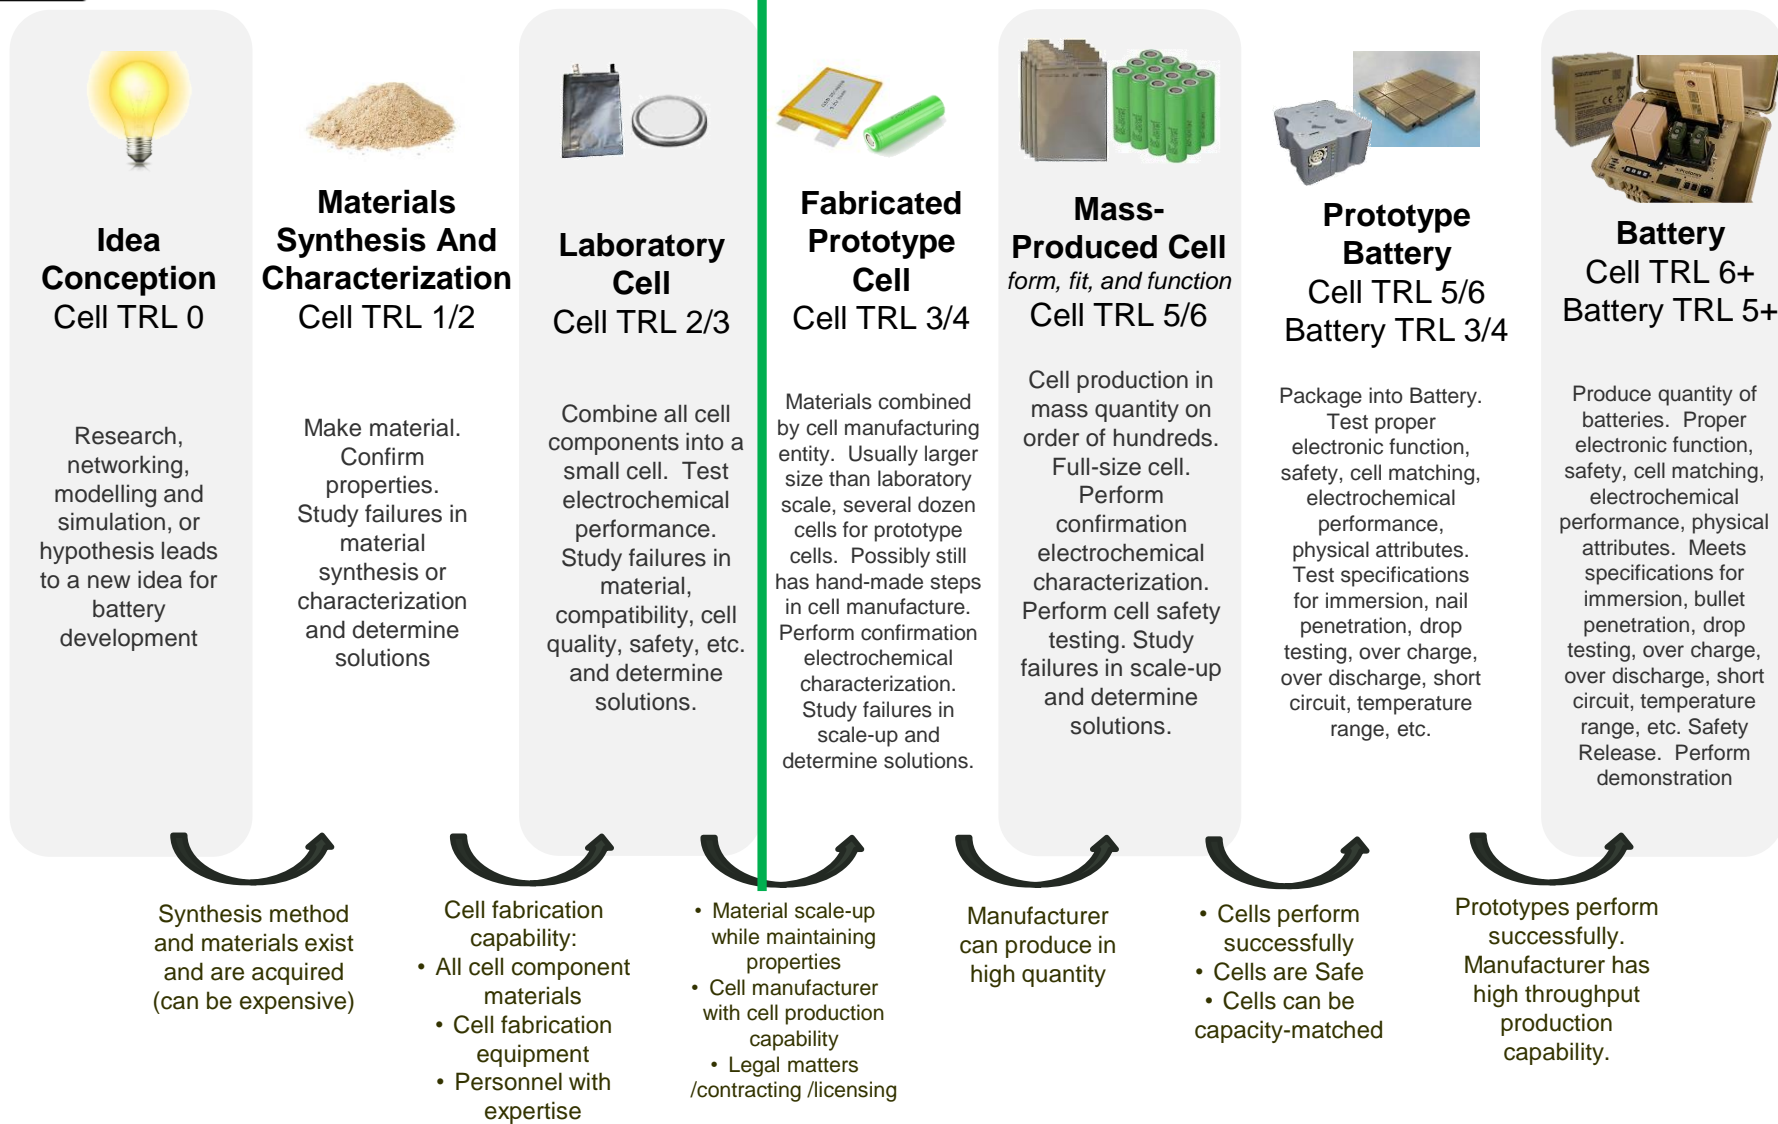 Idea
Conception
Cell TRL 0
Research,
networking,
modelling and
simulation, or
hypothesis leads
to a new idea for
battery
development
Materials
Synthesis And
Characterization
Cell TRL 1/2
Make material.
Confirm
properties.
Study failures in
material
synthesis or
characterization
and determine
solutions
Laboratory
Cell
Cell TRL 2/3
Combine all cell
components into a
small cell.  Test
electrochemical
performance.
Study failures in
material,
compatibility, cell
quality, safety, etc.
and determine
solutions.
Fabricated
Prototype
Cell
Cell TRL 3/4
Materials combined
by cell manufacturing
entity.  Usually larger
size than laboratory
scale, several dozen
cells for prototype
cells.  Possibly still
has hand-made steps
in cell manufacture.
Perform confirmation
electrochemical
characterization.
Study failures in
scale-up and
determine solutions.
Mass-
Produced Cell
form, fit, and function
Cell TRL 5/6
Cell production in
mass quantity on
order of hundreds.
Full-size cell.
Perform
confirmation
electrochemical
characterization.
Perform cell safety
testing. Study
failures in scale-up
and determine
solutions.
Prototype
Battery
Cell TRL 5/6
Battery TRL 3/4
Package into Battery.
Test proper
electronic function,
safety, cell matching,
electrochemical
performance,
physical attributes.
Test specifications
for immersion, nail
penetration, drop
testing, over charge,
over discharge, short
circuit, temperature
range, etc.
Battery
Cell TRL 6+
Battery TRL 5+
Produce quantity of
batteries.  Proper
electronic function,
safety, cell matching,
electrochemical
performance, physical
attributes.  Meets
specifications for
immersion, bullet
penetration, drop
testing, over charge,
over discharge, short
circuit, temperature
range, etc. Safety
Release.  Perform
demonstration
Synthesis method
and materials exist
and are acquired
(can be expensive)
Cell fabrication
capability:
• All cell component
materials
• Cell fabrication
equipment
• Personnel with
expertise
• Material scale-up
while maintaining
properties
• Cell manufacturer
with cell production
capability
• Legal matters
/contracting /licensing
Manufacturer
can produce in
high quantity
• Cells perform
successfully
• Cells are Safe
• Cells can be
capacity-matched
Prototypes perform
successfully.
Manufacturer has
high throughput
production
capability.